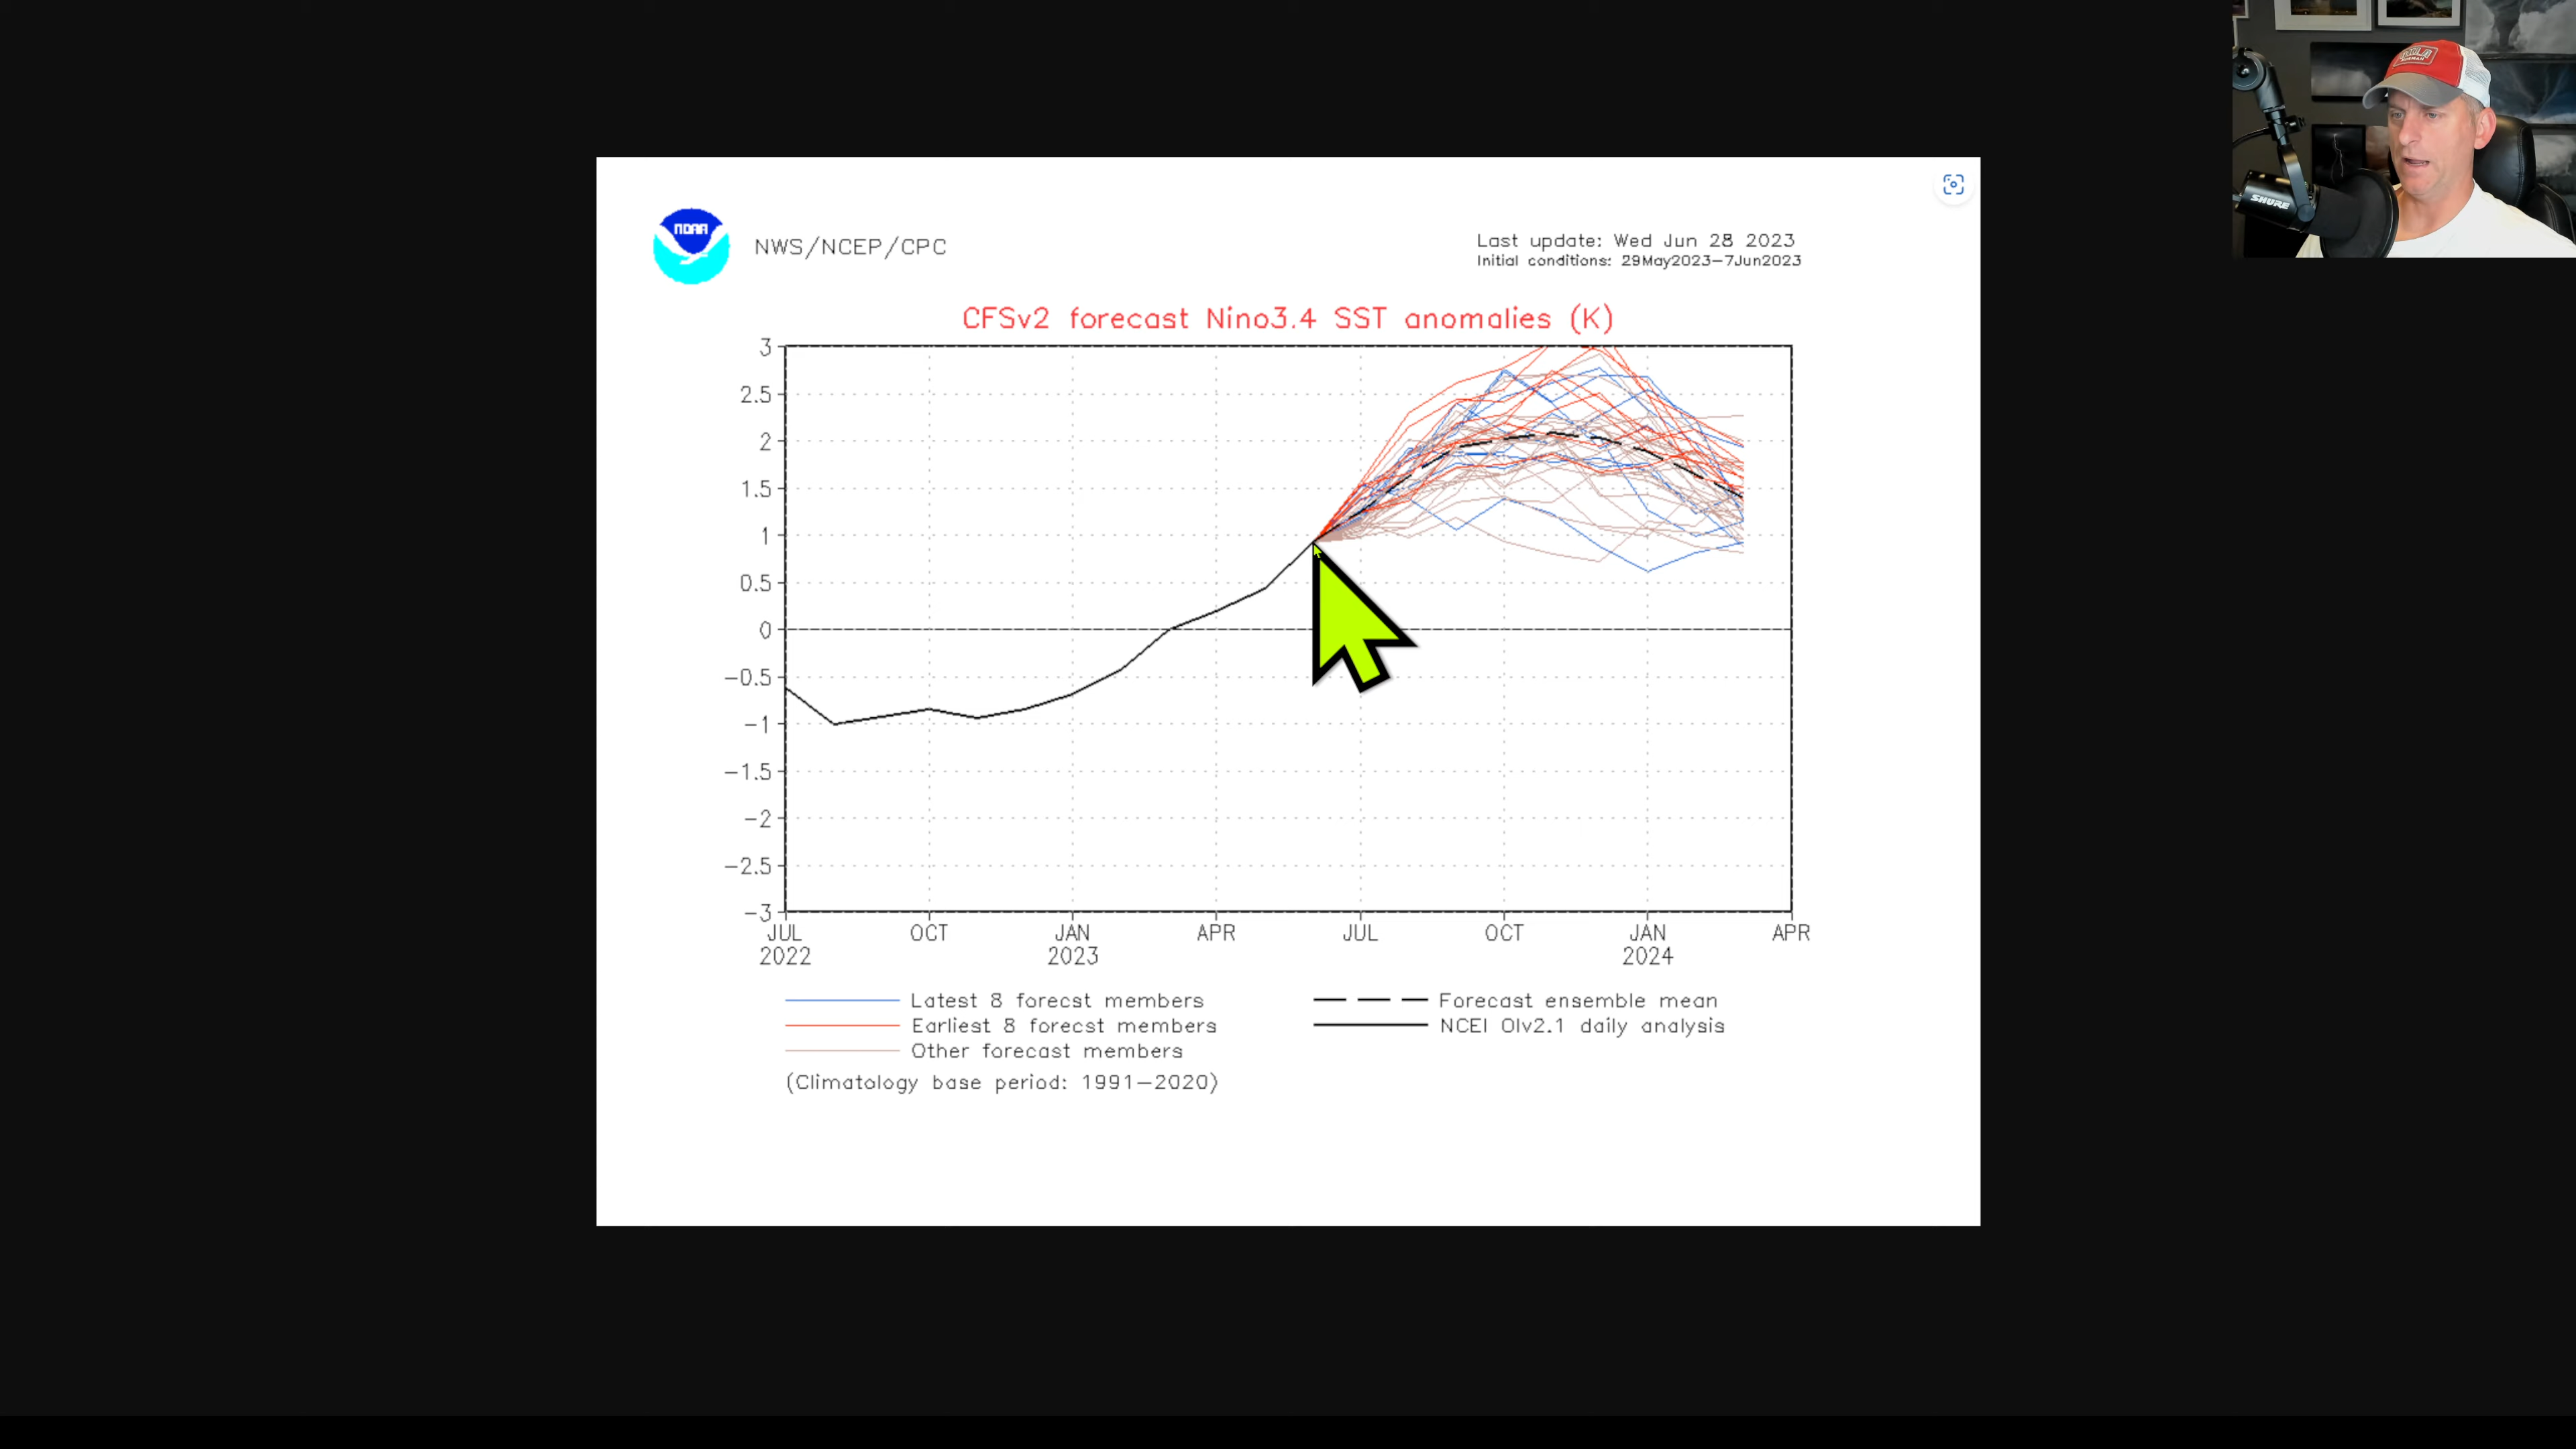 NOAA
NWS/NCEP/CPC
Last update: Wed Jun 28 2023
Initial conditions: 29May2023–7Jun2023
CFSv2 forecast Nino3.4 SST anomalies (K)
3
2.5
2
1.5
1
0.5
0
−0.5
−1
−1.5
−2
−2.5
−3
JUL OCT JAN APR JUL OCT JAN APR
2022 2023 2024
Latest 8 forecst members
Earliest 8 forecst members
Other forecast members
(Climatology base period: 1991–2020)
Forecast ensemble mean
NCEI OIv2.1 daily analysis
SHURE